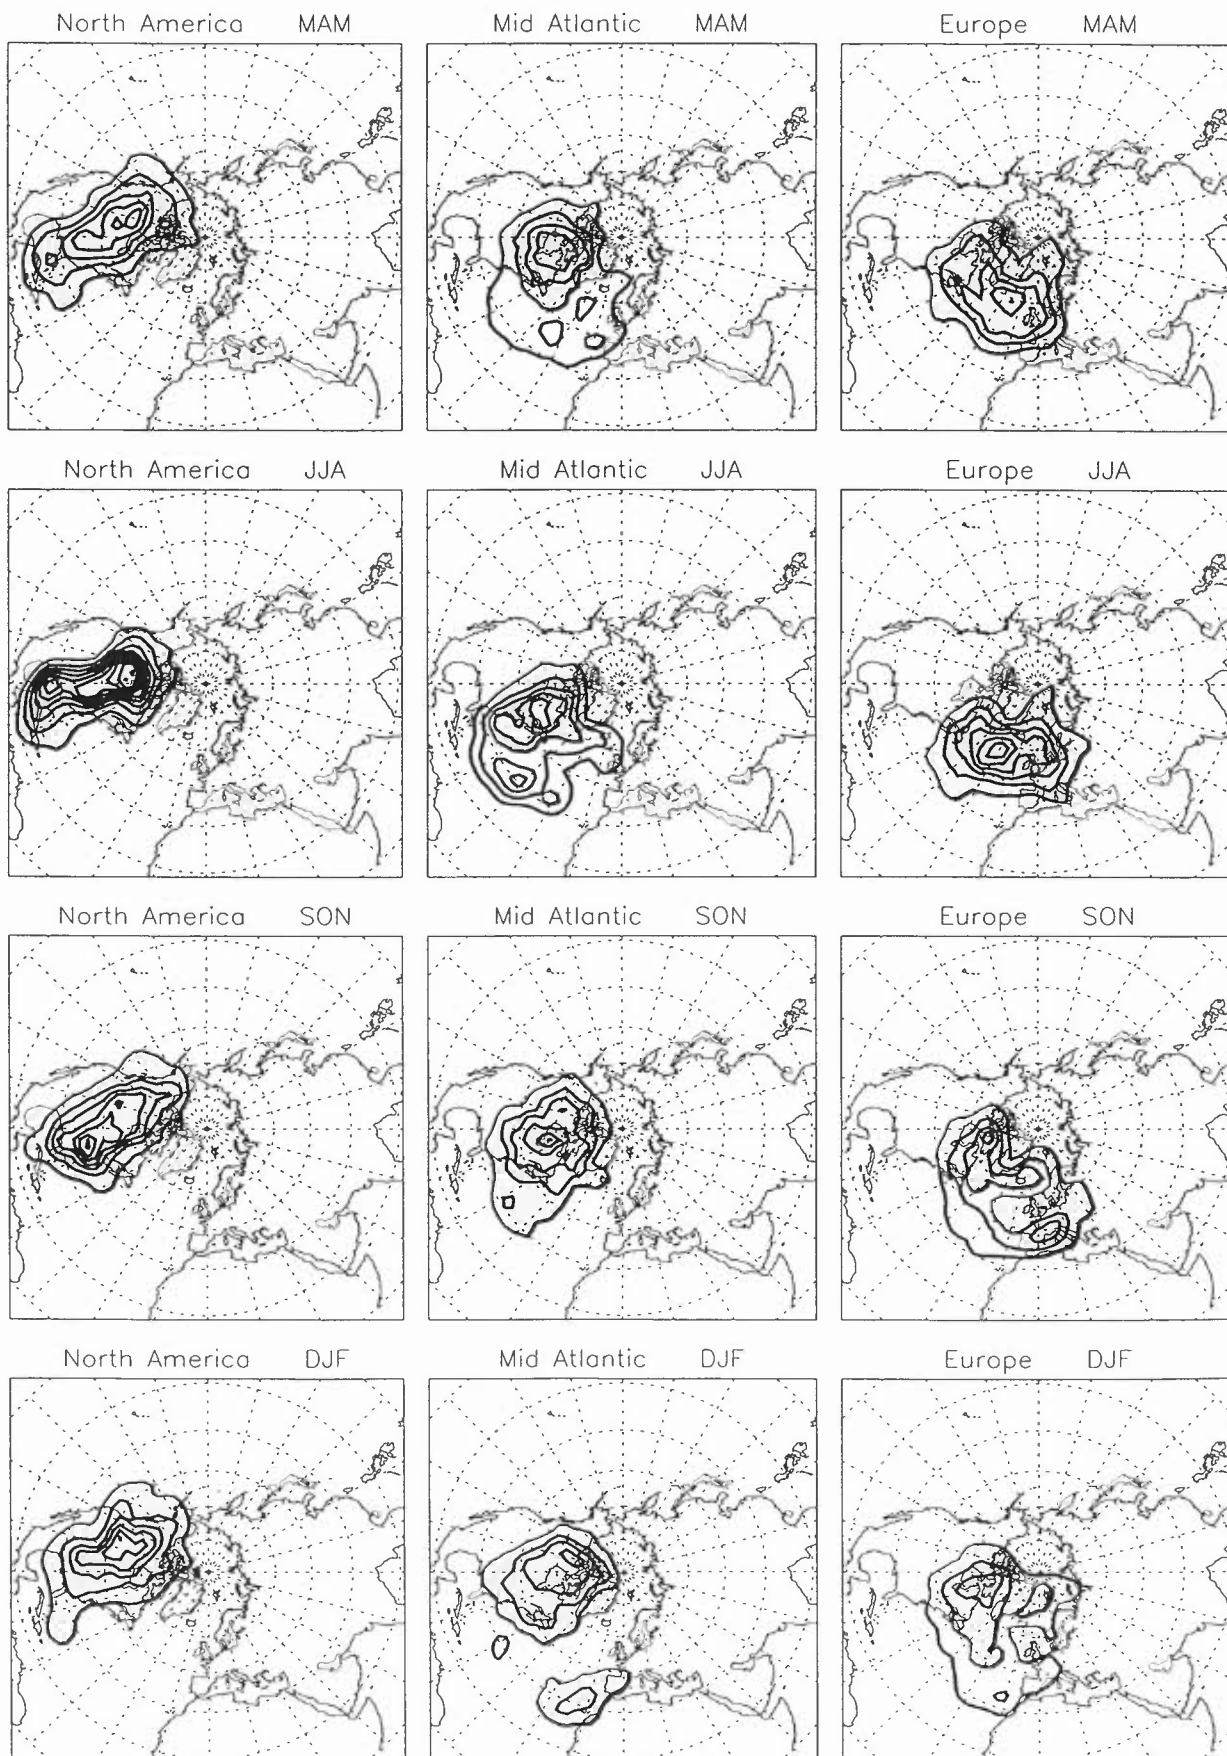 North America MAM
Mid Atlantic MAM
Europe MAM
North America JJA
Mid Atlantic JJA
Europe JJA
North America SON
Mid Atlantic SON
Europe SON
North America DJF
Mid Atlantic DJF
Europe DJF